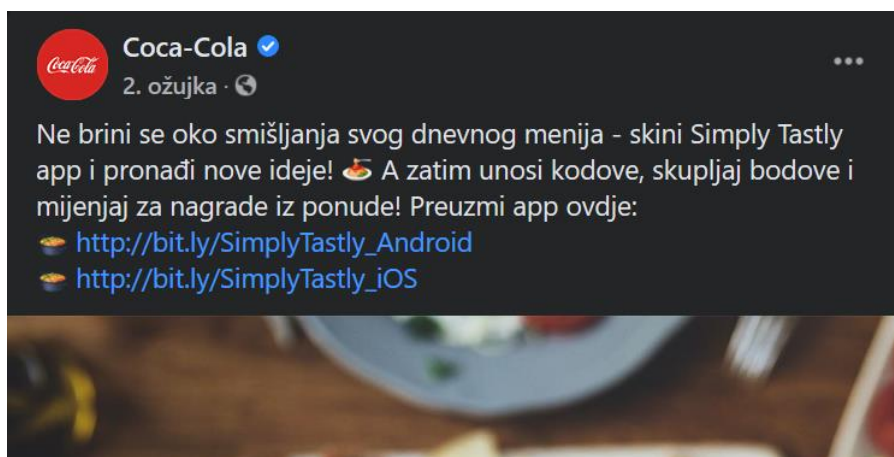 Coca-Cola
Coca-Cola
2. ožujka ·
Ne brini se oko smišljanja svog dnevnog menija - skini Simply Tastly
app i pronađi nove ideje! 🍝 A zatim unosi kodove, skupljaj bodove i
mijenjaj za nagrade iz ponude! Preuzmi app ovdje:
🍲 http://bit.ly/SimplyTastly_Android
🍲 http://bit.ly/SimplyTastly_iOS